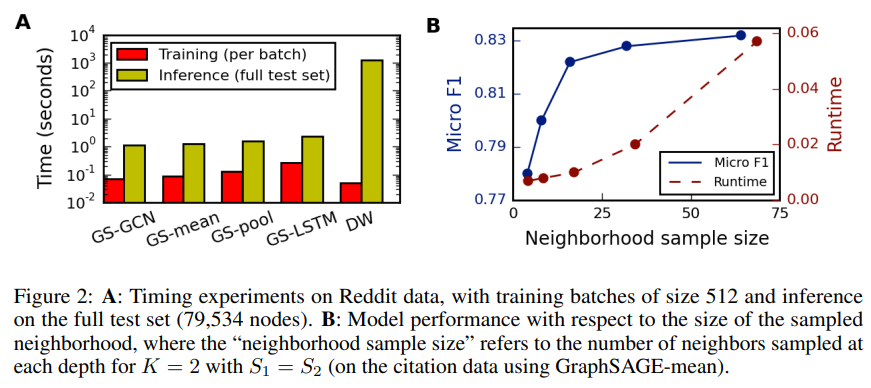 A
Time (seconds)
10^4
10^3
10^2
10^1
10^0
10^-1
10^-2
Training (per batch)
Inference (full test set)
GS-GCN
GS-mean
GS-pool
GS-LSTM
DW
B
Micro F1
0.83
0.81
0.79
0.77
0.06
0.04
0.02
0.00
Runtime
Micro F1
Runtime
0 25 50 75
Neighborhood sample size
Figure 2: A: Timing experiments on Reddit data, with training batches of size 512 and inference
on the full test set (79,534 nodes). B: Model performance with respect to the size of the sampled
neighborhood, where the “neighborhood sample size” refers to the number of neighbors sampled at
each depth for K = 2 with S₁ = S₂ (on the citation data using GraphSAGE-mean).